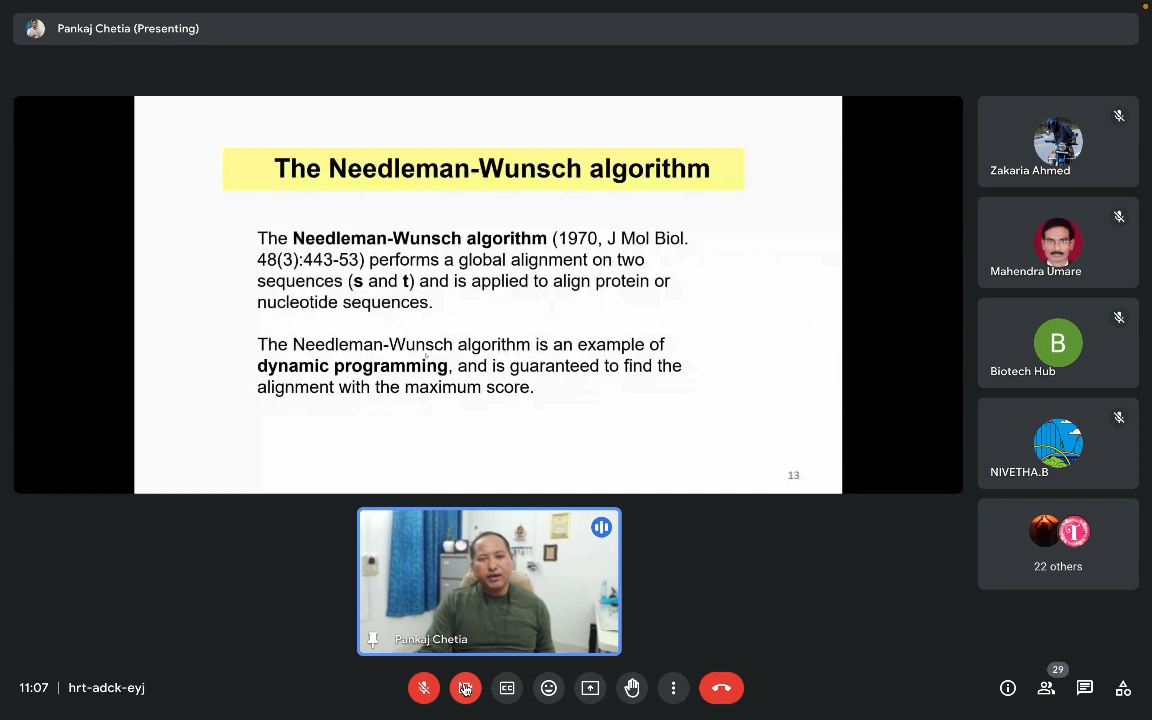 Pankaj Chetia (Presenting)
The Needleman-Wunsch algorithm
The Needleman-Wunsch algorithm (1970, J Mol Biol.
48(3):443-53) performs a global alignment on two
sequences (s and t) and is applied to align protein or
nucleotide sequences.
The Needleman-Wunsch algorithm is an example of
dynamic programming, and is guaranteed to find the
alignment with the maximum score.
13
Zakaria Ahmed
Mahendra Umare
B
Biotech Hub
NIVETHA.B
T
22 others
Pankaj Chetia
11:07 | hrt-adck-eyj
CC
29